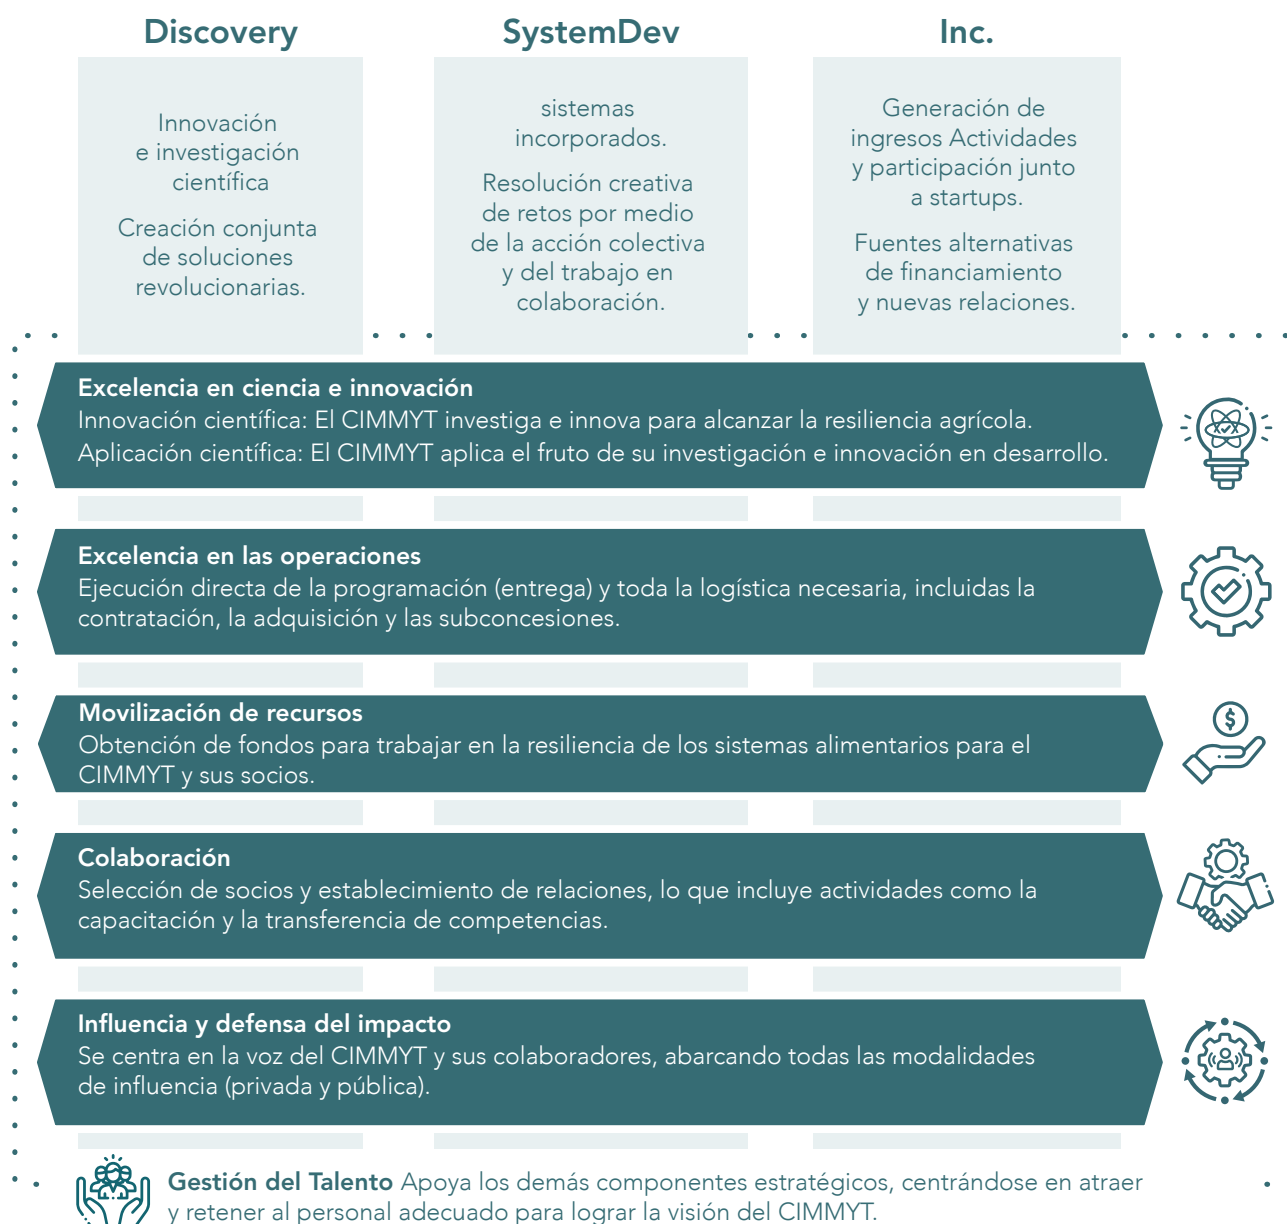 Discovery
SystemDev
Inc.
Innovación
e investigación
científica
Creación conjunta
de soluciones
revolucionarias.
sistemas
incorporados.
Resolución creativa
de retos por medio
de la acción colectiva
y del trabajo en
colaboración.
Generación de
ingresos Actividades
y participación junto
a startups.
Fuentes alternativas
de financiamiento
y nuevas relaciones.
Excelencia en ciencia e innovación
Innovación científica: El CIMMYT investiga e innova para alcanzar la resiliencia agrícola.
Aplicación científica: El CIMMYT aplica el fruto de su investigación e innovación en desarrollo.
Excelencia en las operaciones
Ejecución directa de la programación (entrega) y toda la logística necesaria, incluidas la
contratación, la adquisición y las subconcesiones.
Movilización de recursos
Obtención de fondos para trabajar en la resiliencia de los sistemas alimentarios para el
CIMMYT y sus socios.
$
Colaboración
Selección de socios y establecimiento de relaciones, lo que incluye actividades como la
capacitación y la transferencia de competencias.
Influencia y defensa del impacto
Se centra en la voz del CIMMYT y sus colaboradores, abarcando todas las modalidades
de influencia (privada y pública).
Gestión del Talento Apoya los demás componentes estratégicos, centrándose en atraer
y retener al personal adecuado para lograr la visión del CIMMYT.